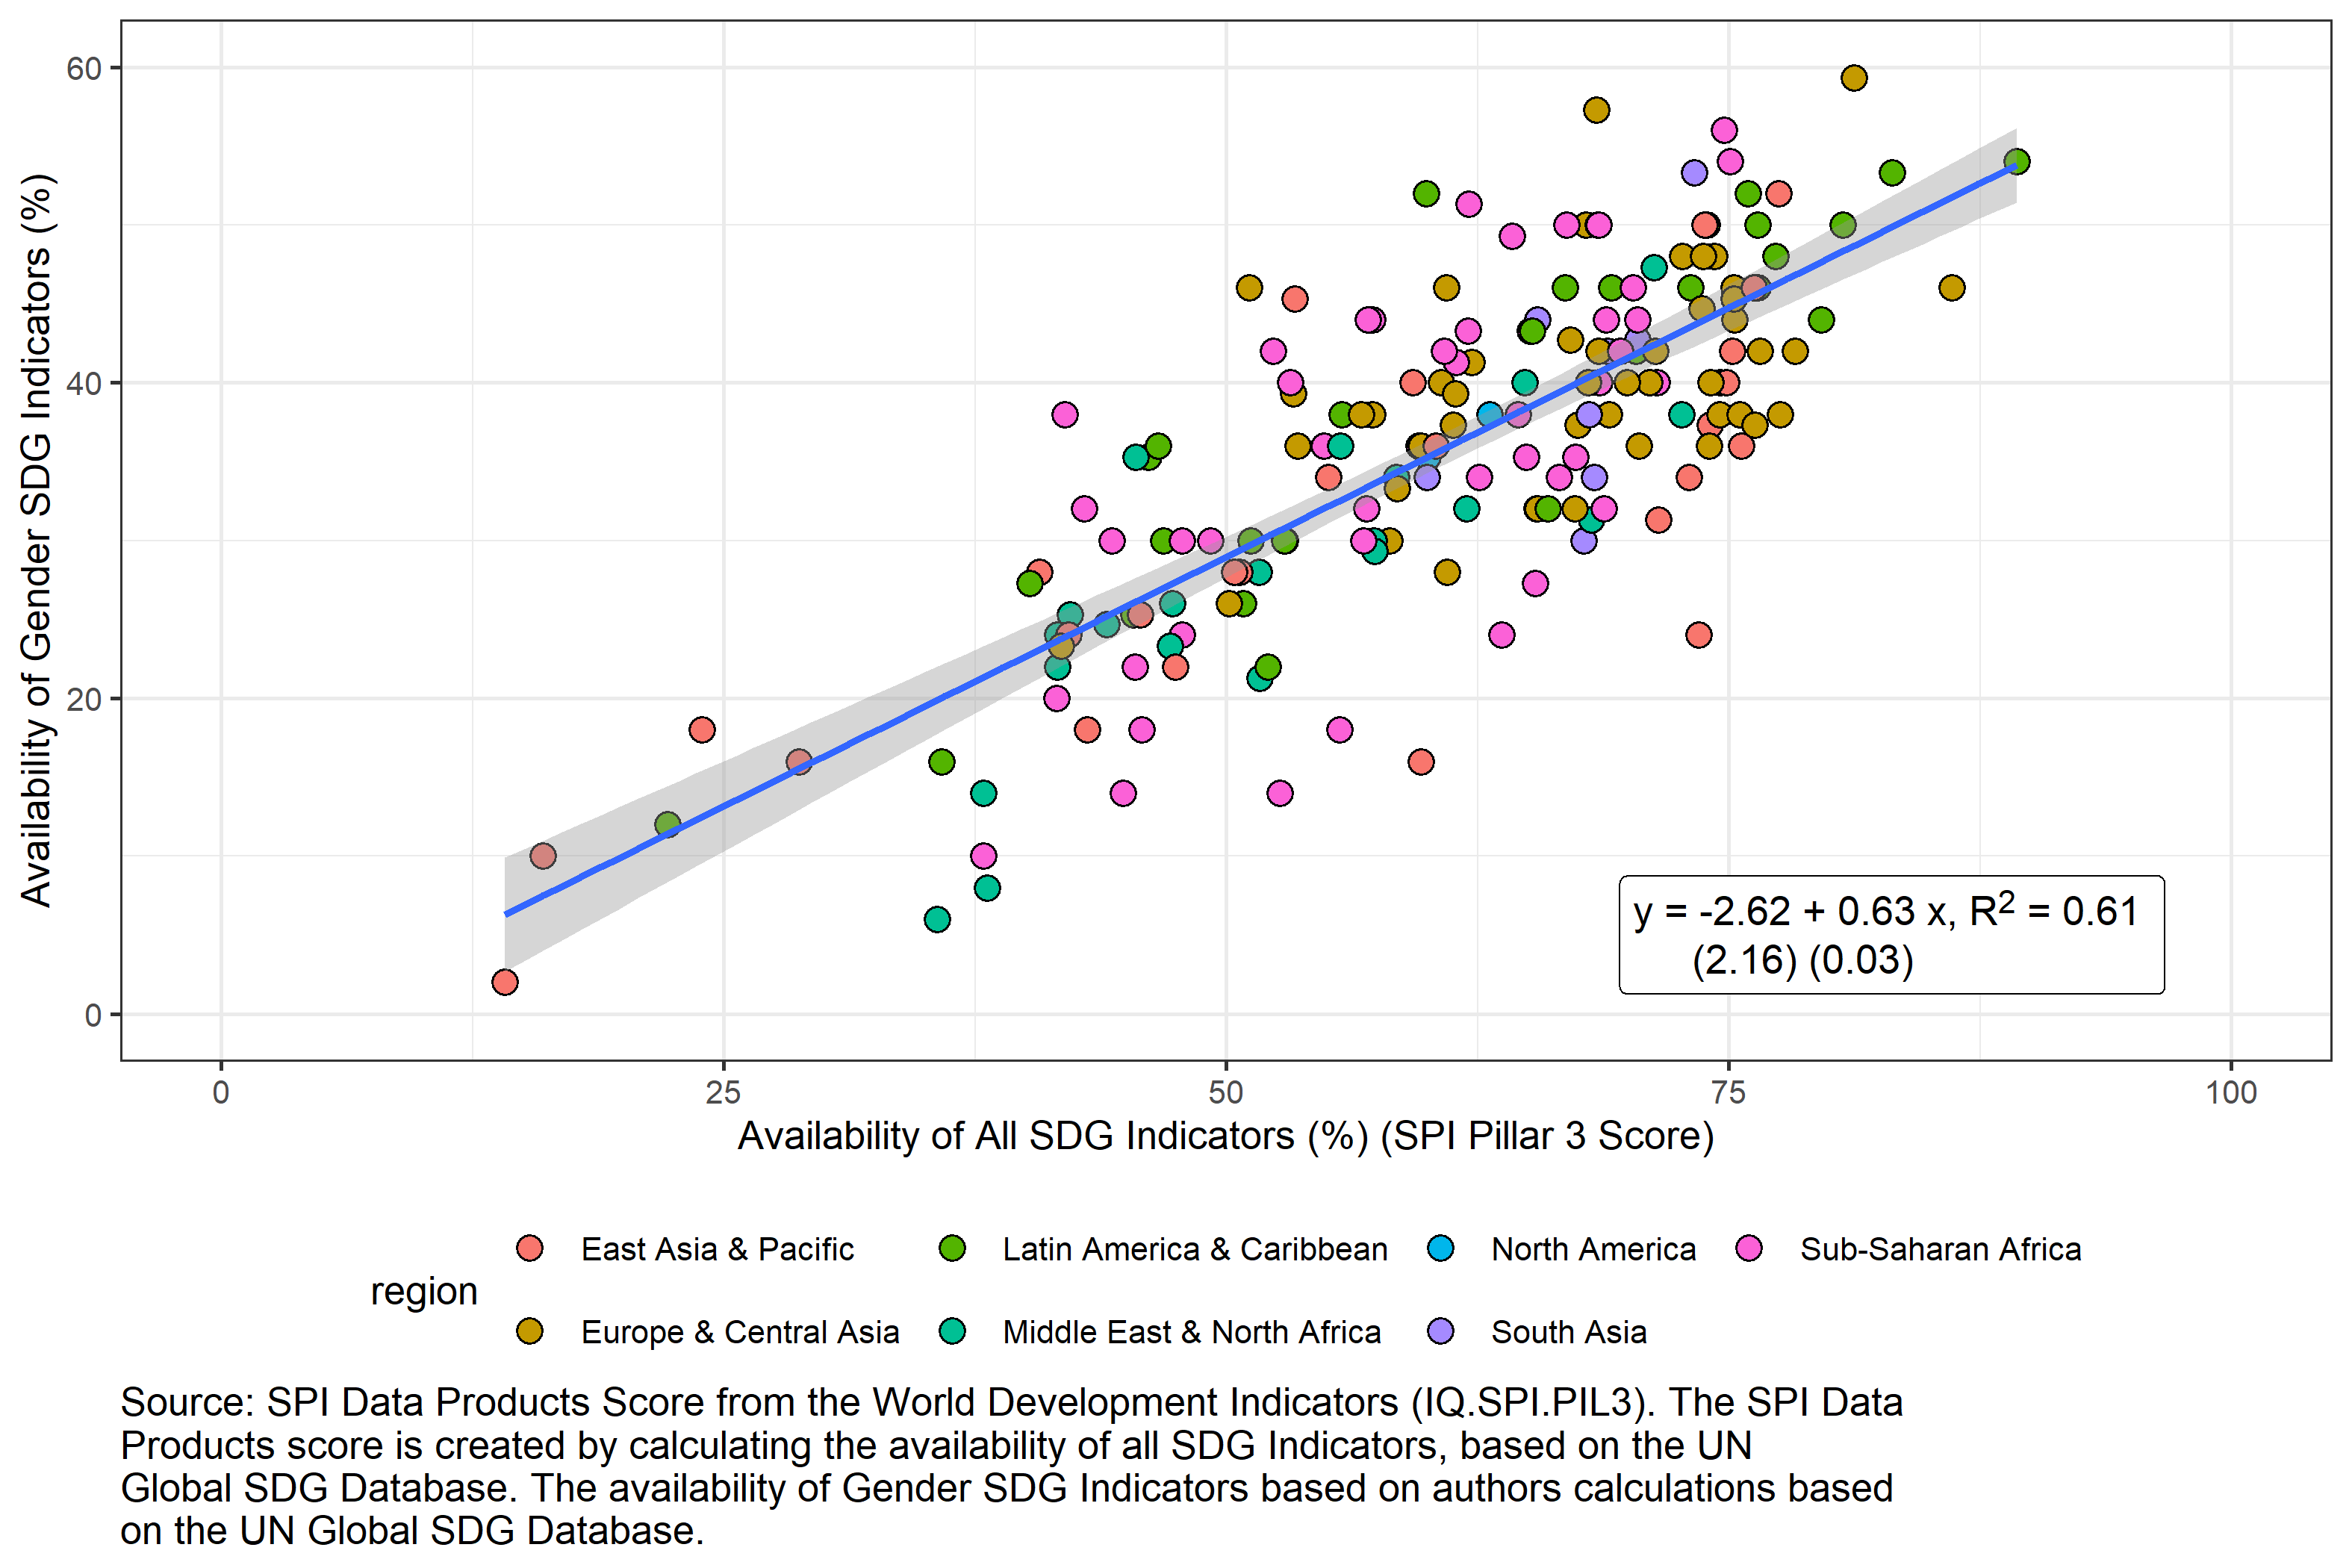 60
40
20
0
Availability of Gender SDG Indicators (%)
y = -2.62 + 0.63 x, R² = 0.61
(2.16) (0.03)
0 25 50 75 100
Availability of All SDG Indicators (%) (SPI Pillar 3 Score)
region
East Asia & Pacific Latin America & Caribbean North America Sub-Saharan Africa
Europe & Central Asia Middle East & North Africa South Asia
Source: SPI Data Products Score from the World Development Indicators (IQ.SPI.PIL3). The SPI Data
Products score is created by calculating the availability of all SDG Indicators, based on the UN
Global SDG Database. The availability of Gender SDG Indicators based on authors calculations based
on the UN Global SDG Database.